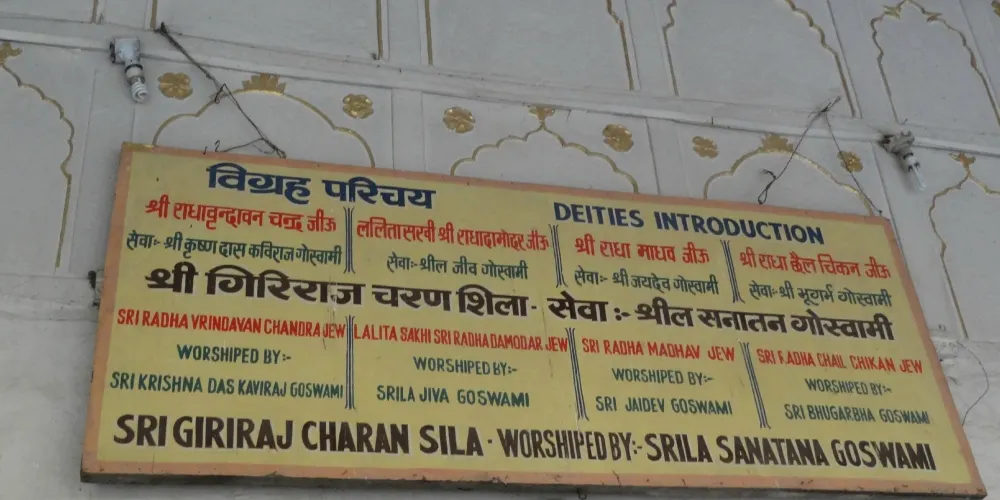 विग्रह परिचय
DEITIES INTRODUCTION
श्री राधावृन्दावन चन्द्र जीऊ
सेवाः- श्री कृष्ण दास कविराज गोस्वामी
ललिता सखी श्री राधादामोदर जीऊ
सेवाः- श्रील जीव गोस्वामी
श्री राधा माधव जीऊ
सेवाः- श्री जयदेव गोस्वामी
श्री राधा छैल चिकन जीऊ
सेवाः- श्री भूगर्भ गोस्वामी
श्री गिरिराज चरण शिला - सेवा :- श्रील सनातन गोस्वामी
SRI RADHA VRINDAVAN CHANDRA JEW
WORSHIPED BY:-
SRI KRISHNA DAS KAVIRAJ GOSWAMI
LALITA SAKHI SRI RADHADAMODAR JEW
WORSHIPED BY:-
SRILA JIVA GOSWAMI
SRI RADHA MADHAV JEW
WORSHIPED BY:-
SRI JAIDEV GOSWAMI
SRI RADHA CHAIL CHIKAN JEW
WORSHIPED BY:-
SRI BHUGARBHA GOSWAMI
SRI GIRIRAJ CHARAN SILA - WORSHIPED BY:- SRILA SANATANA GOSWAMI